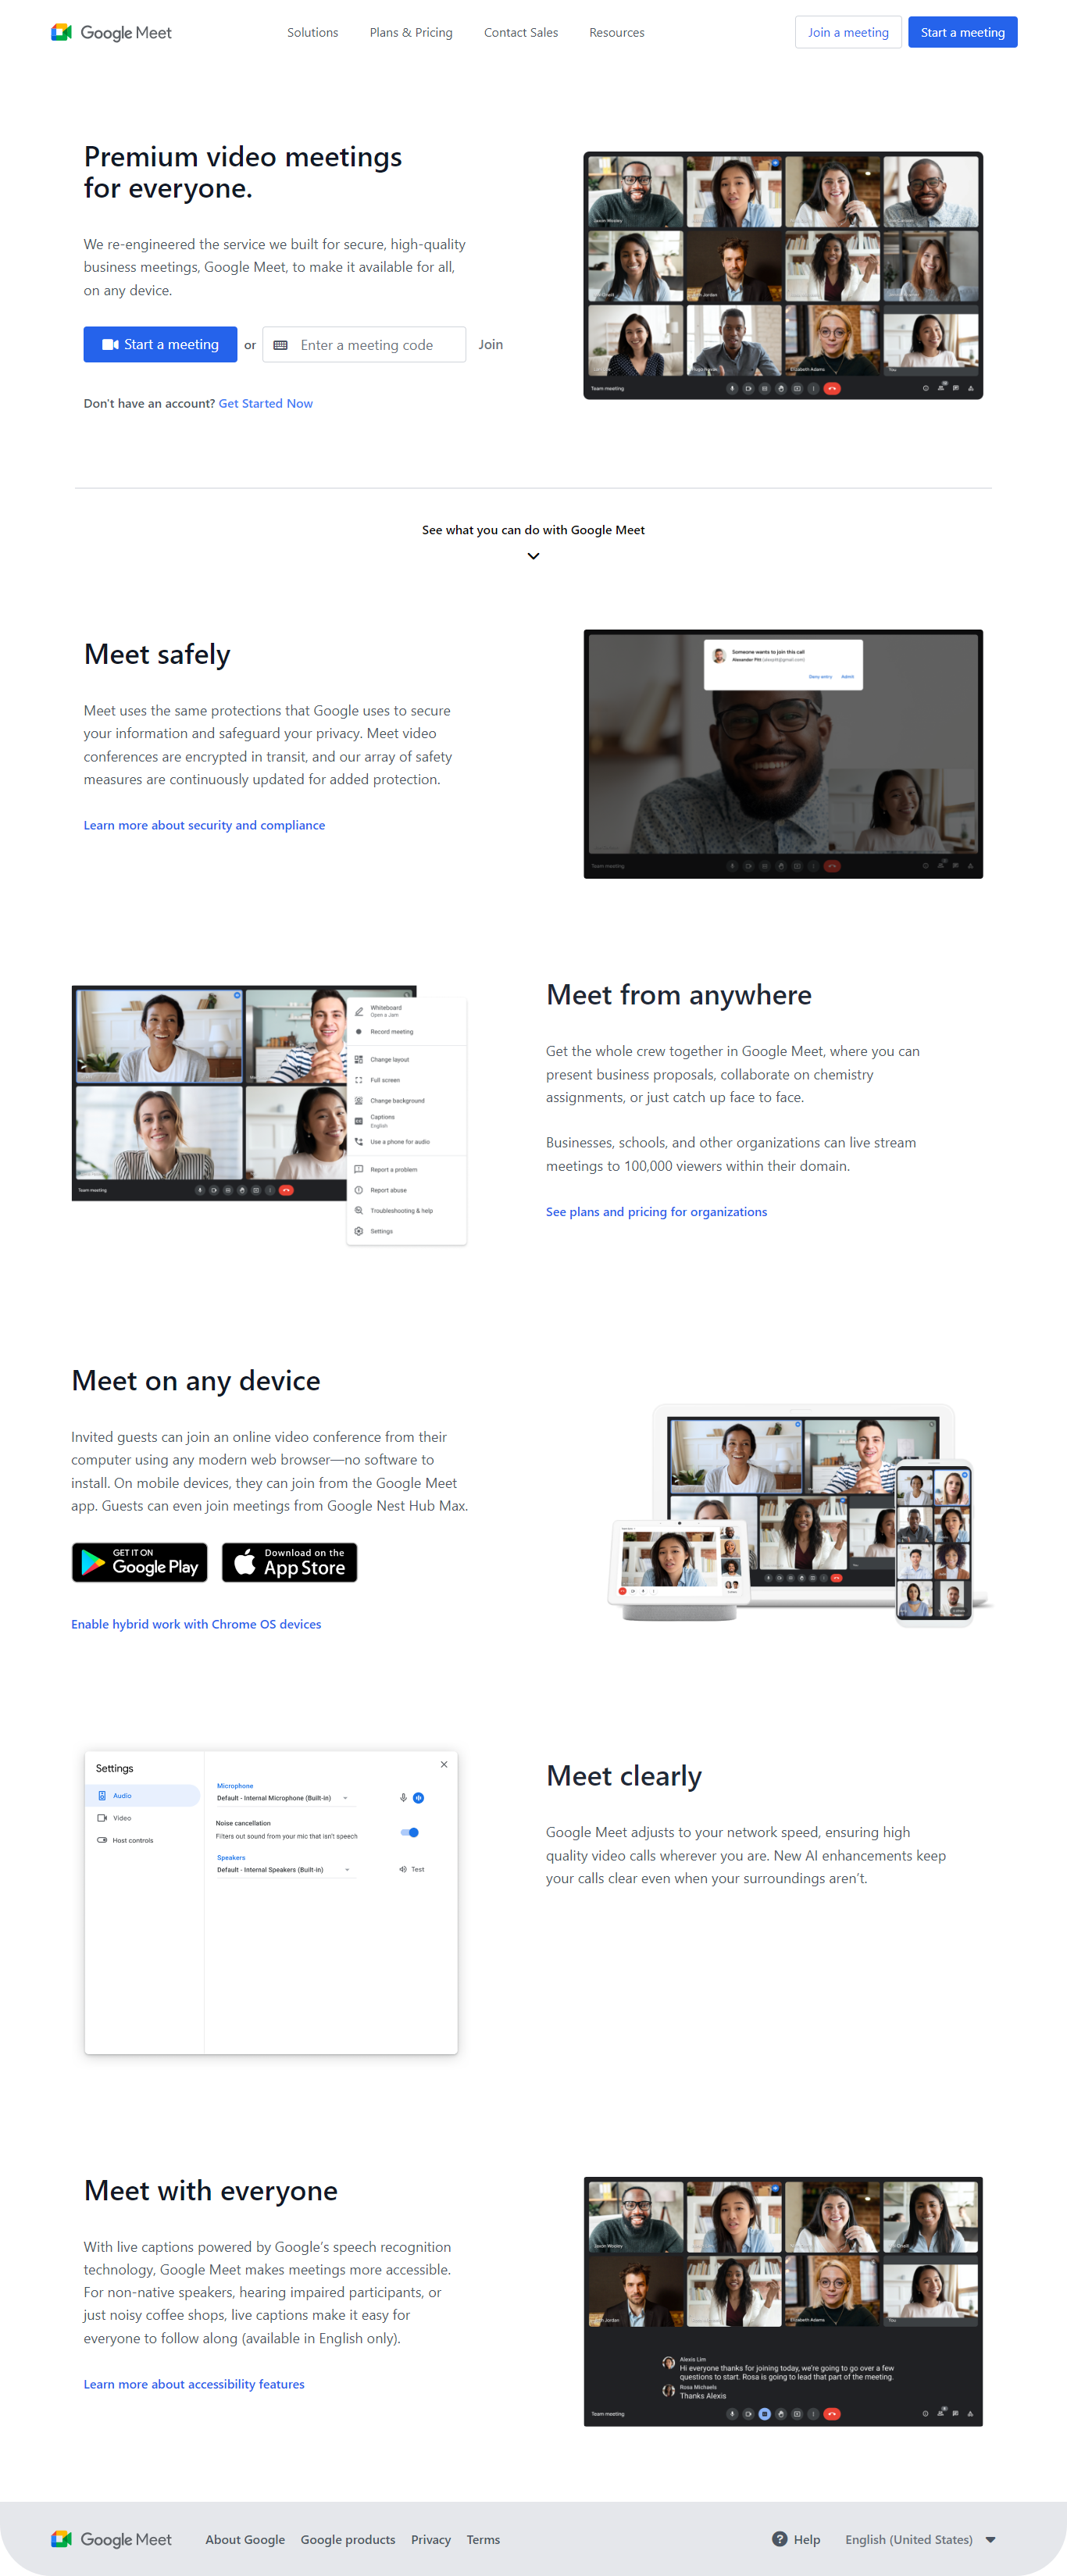 Google Meet
Solutions
Plans & Pricing
Contact Sales
Resources
Join a meeting
Start a meeting
Premium video meetings
for everyone.
We re-engineered the service we built for secure, high-quality
business meetings, Google Meet, to make it available for all,
on any device.
Start a meeting
or
Enter a meeting code
Join
Don't have an account? Get Started Now
Jason Wooley
Elizabeth Adams
You
Team meeting
See what you can do with Google Meet
Meet safely
Meet uses the same protections that Google uses to secure
your information and safeguard your privacy. Meet video
conferences are encrypted in transit, and our array of safety
measures are continuously updated for added protection.
Learn more about security and compliance
Someone wants to join this call
Alexander Pitt (alexpitt@gmail.com)
Deny entry
Admit
Team meeting
Team meeting
Whiteboard
Open a Jam
Record meeting
Change layout
Full screen
Change background
Captions
English
Use a phone for audio
Report a problem
Report abuse
Troubleshooting & help
Settings
Meet from anywhere
Get the whole crew together in Google Meet, where you can
present business proposals, collaborate on chemistry
assignments, or just catch up face to face.
Businesses, schools, and other organizations can live stream
meetings to 100,000 viewers within their domain.
See plans and pricing for organizations
Meet on any device
Invited guests can join an online video conference from their
computer using any modern web browser—no software to
install. On mobile devices, they can join from the Google Meet
app. Guests can even join meetings from Google Nest Hub Max.
GET IT ON
Google Play
Download on the
App Store
Enable hybrid work with Chrome OS devices
Settings
Audio
Video
Host controls
Microphone
Default - Internal Microphone (Built-in)
Noise cancellation
Filters out sound from your mic that isn't speech
Speakers
Default - Internal Speakers (Built-in)
Test
Meet clearly
Google Meet adjusts to your network speed, ensuring high
quality video calls wherever you are. New AI enhancements keep
your calls clear even when your surroundings aren’t.
Meet with everyone
With live captions powered by Google’s speech recognition
technology, Google Meet makes meetings more accessible.
For non-native speakers, hearing impaired participants, or
just noisy coffee shops, live captions make it easy for
everyone to follow along (available in English only).
Learn more about accessibility features
Jason Wooley
Elizabeth Adams
You
Alexis Lim
Hi everyone thanks for joining today, we're going to go over a few
questions to start. Rosa is going to lead that part of the meeting.
Rosa Michaels
Thanks Alexis
Team meeting
Google Meet
About Google
Google products
Privacy
Terms
Help
English (United States)